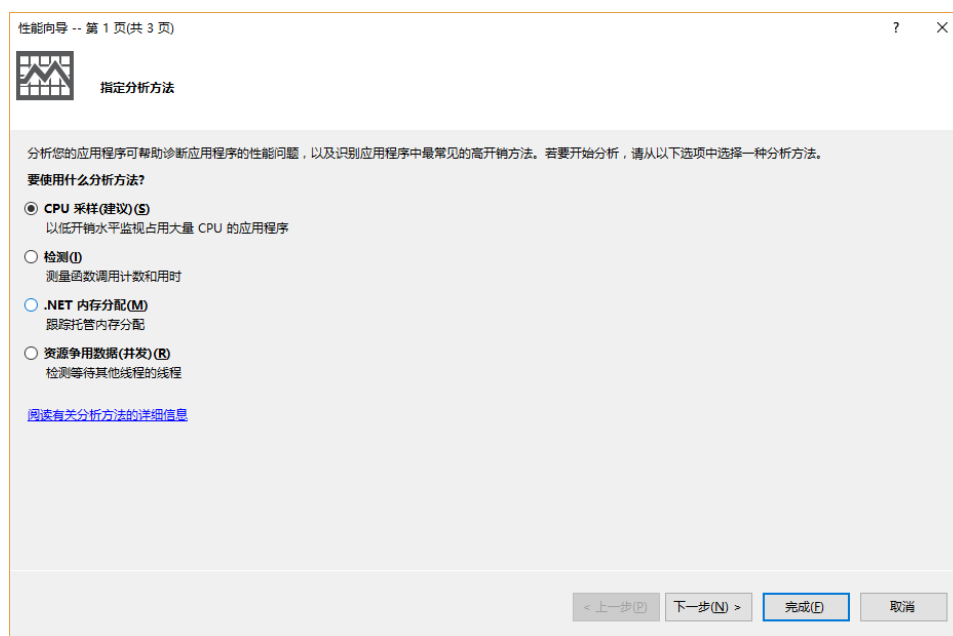 性能向导 -- 第 1 页(共 3 页)
?
指定分析方法
分析您的应用程序可帮助诊断应用程序的性能问题，以及识别应用程序中最常见的高开销方法。若要开始分析，请从以下选项中选择一种分析方法。
要使用什么分析方法?
CPU 采样(建议)(S)
以低开销水平监视占用大量 CPU 的应用程序
检测(I)
测量函数调用计数和用时
.NET 内存分配(M)
跟踪托管内存分配
资源争用数据(并发)(R)
检测等待其他线程的线程
阅读有关分析方法的详细信息
< 上一步(P) 下一步(N) > 完成(F) 取消